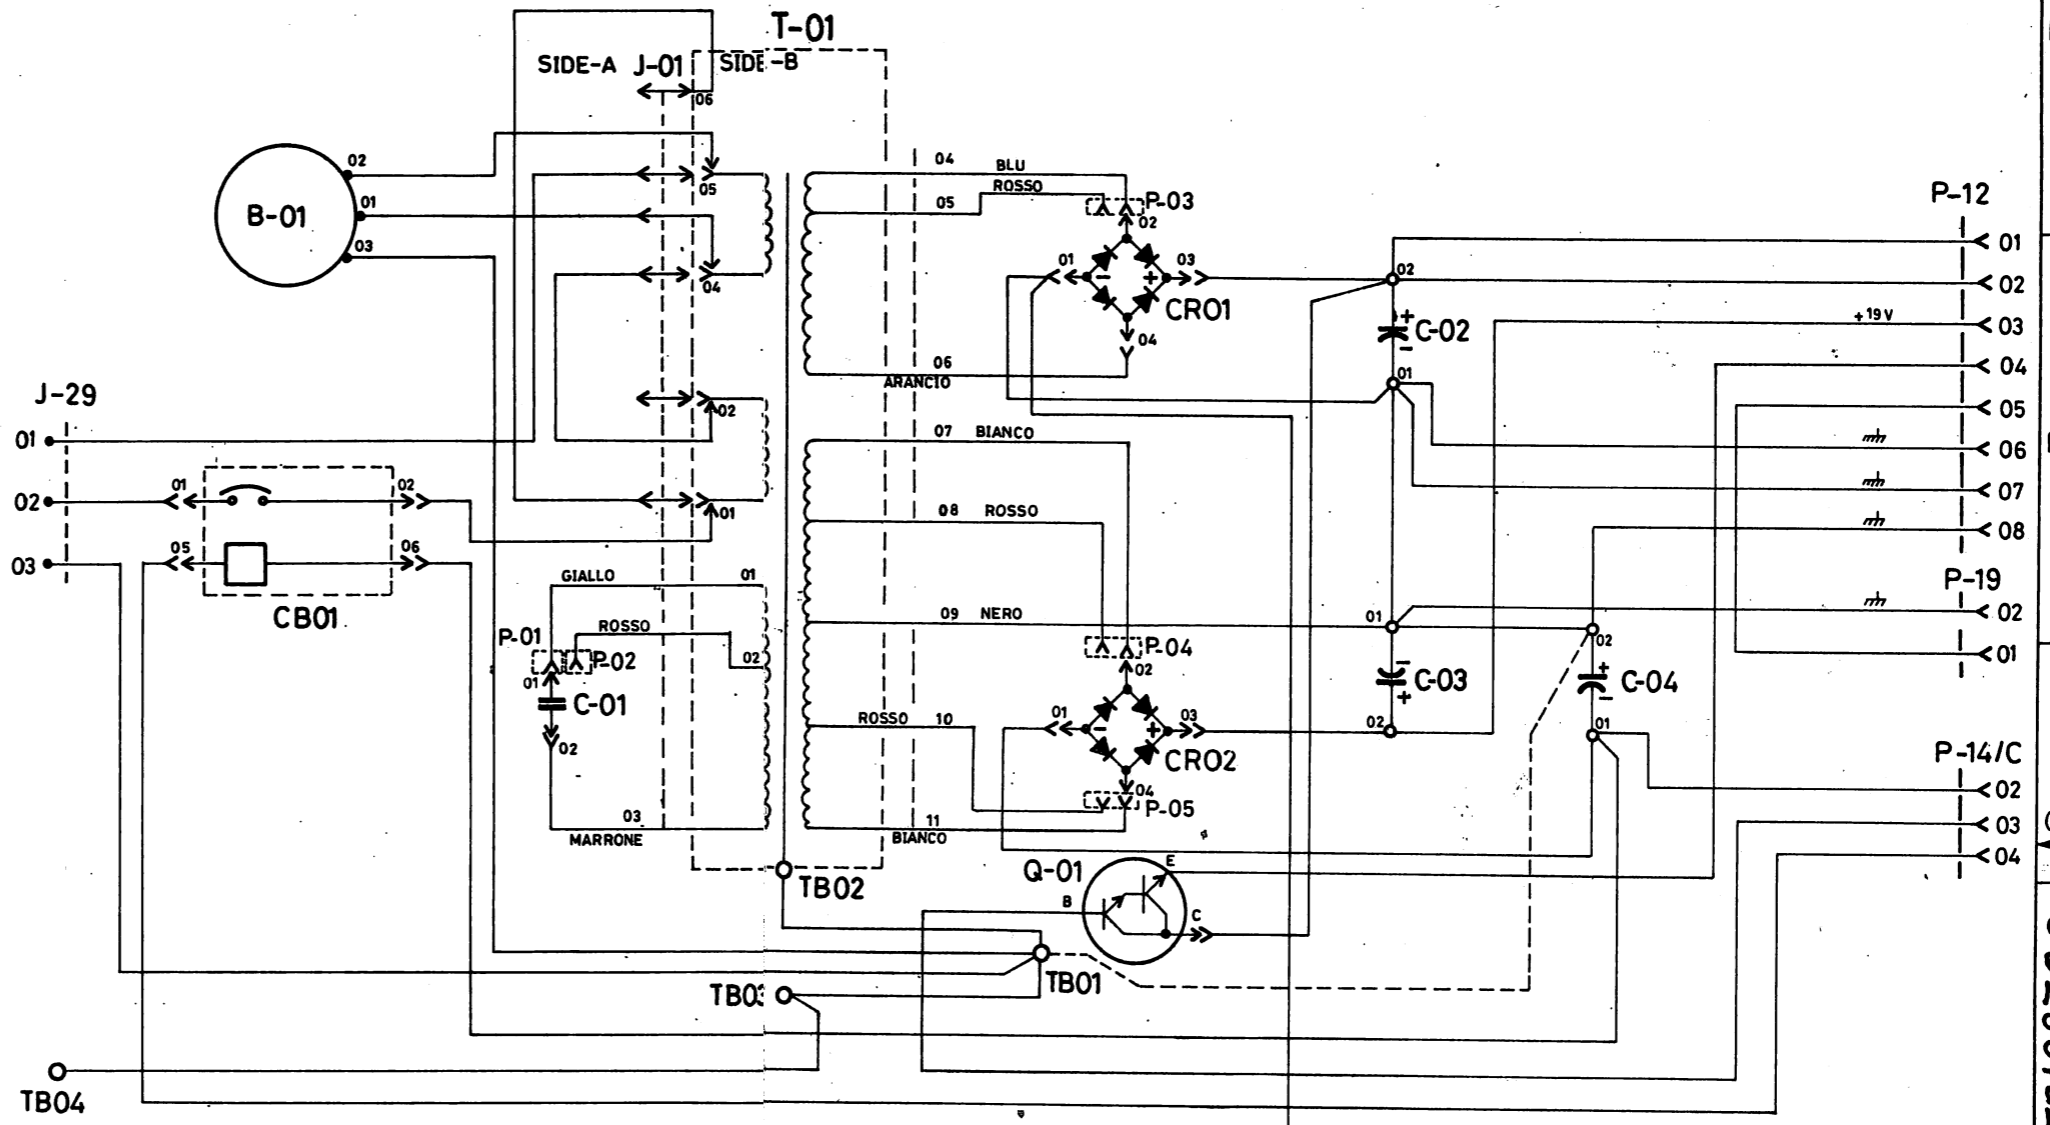 T-01
SIDE-A J-01 SIDE-B
06
B-01
02
01
03
05
04
02
01
J-29
01
02
03
01
02
05
06
CB01
GIALLO 01
ROSSO
02
P-01
P-02
01
C-01
02
03
MARRONE
04 BLU
ROSSO
05
P-03
02
01
03
CR01
04
06
ARANCIO
07 BIANCO
08 ROSSO
09 NERO
P-04
02
01
03
CR02
04
P-05
ROSSO 10
11
BIANCO
02
C-02
01
01
C-03
02
02
C-04
01
Q-01
E
B
C
TB02
TB01
TB03
TB04
P-12
01
02
+19V
03
04
05
06
07
08
P-19
02
01
P-14/C
02
03
04